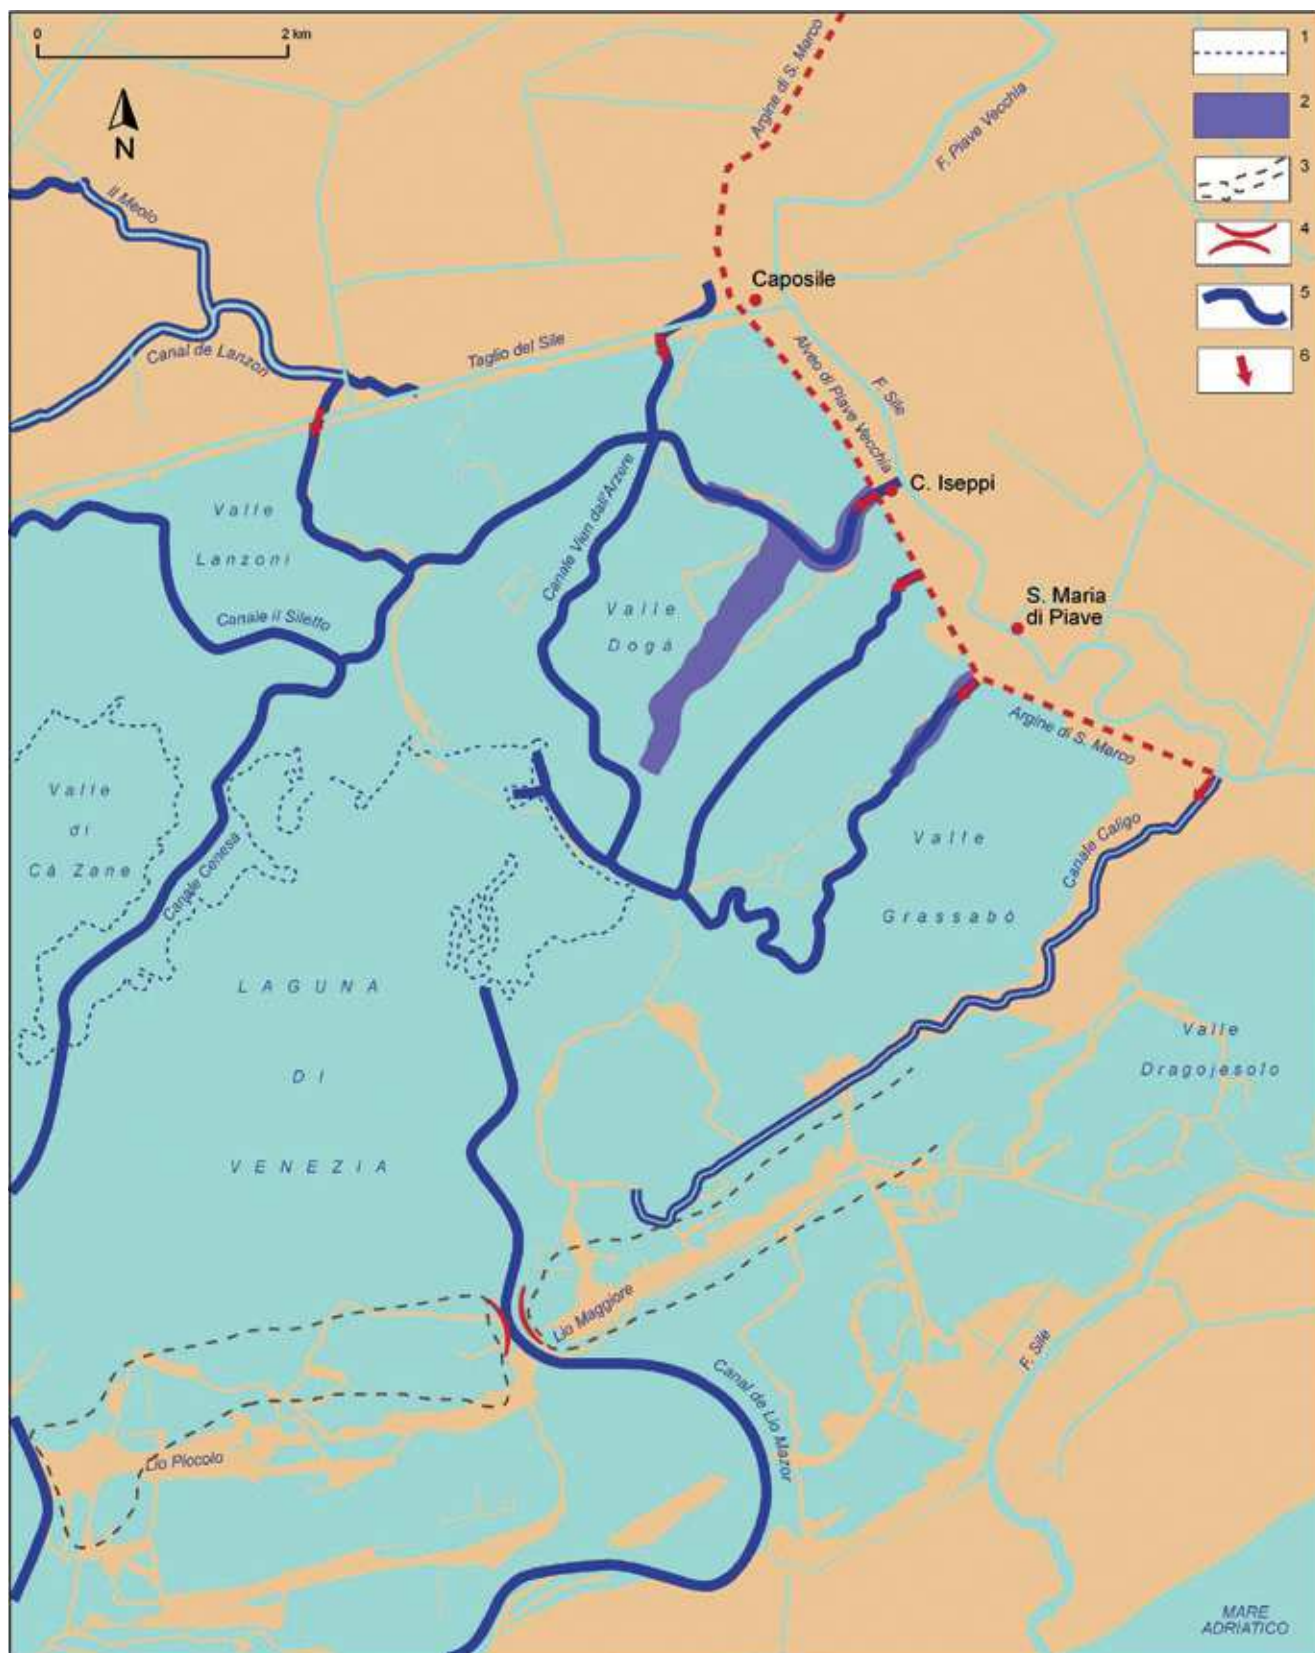 0
2 km
N
1
2
3
4
5
6
Argine di S. Marco
F. Piave Vecchia
Il Meolo
Caposile
Canal de Lanzon
Taglio del Sile
Alveo di Piave Vecchia
F. Sile
C. Iseppi
Valle
Lanzoni
Canale Vien dall'Arzere
Canale il Siletto
Valle
Dogà
S. Maria
di Piave
Argine di S. Marco
Valle
di
Cà Zane
Canale Cenesa
Valle
Grassabò
Canale Caligo
LAGUNA
DI
VENEZIA
Valle
Dragojesolo
Lio Maggiore
F. Sile
Canal de Lio Mazor
Lio Piccolo
MARE
ADRIATICO